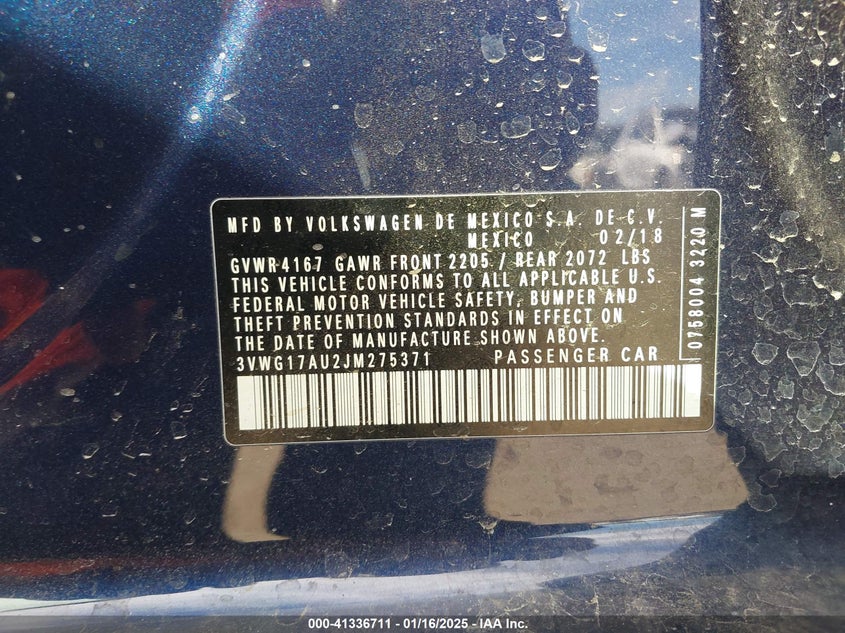 MFD BY VOLKSWAGEN DE MEXICO S.A. DE C.V.
MEXICO 02/18
GVWR 4167 GAWR FRONT 2205 / REAR 2072 LBS
THIS VEHICLE CONFORMS TO ALL APPLICABLE U.S.
FEDERAL MOTOR VEHICLE SAFETY, BUMPER AND
THEFT PREVENTION STANDARDS IN EFFECT ON
THE DATE OF MANUFACTURE SHOWN ABOVE.
3VWG17AU2JM275371 PASSENGER CAR
0758004 3220 M
000-41336711 - 01/16/2025 - IAA Inc.